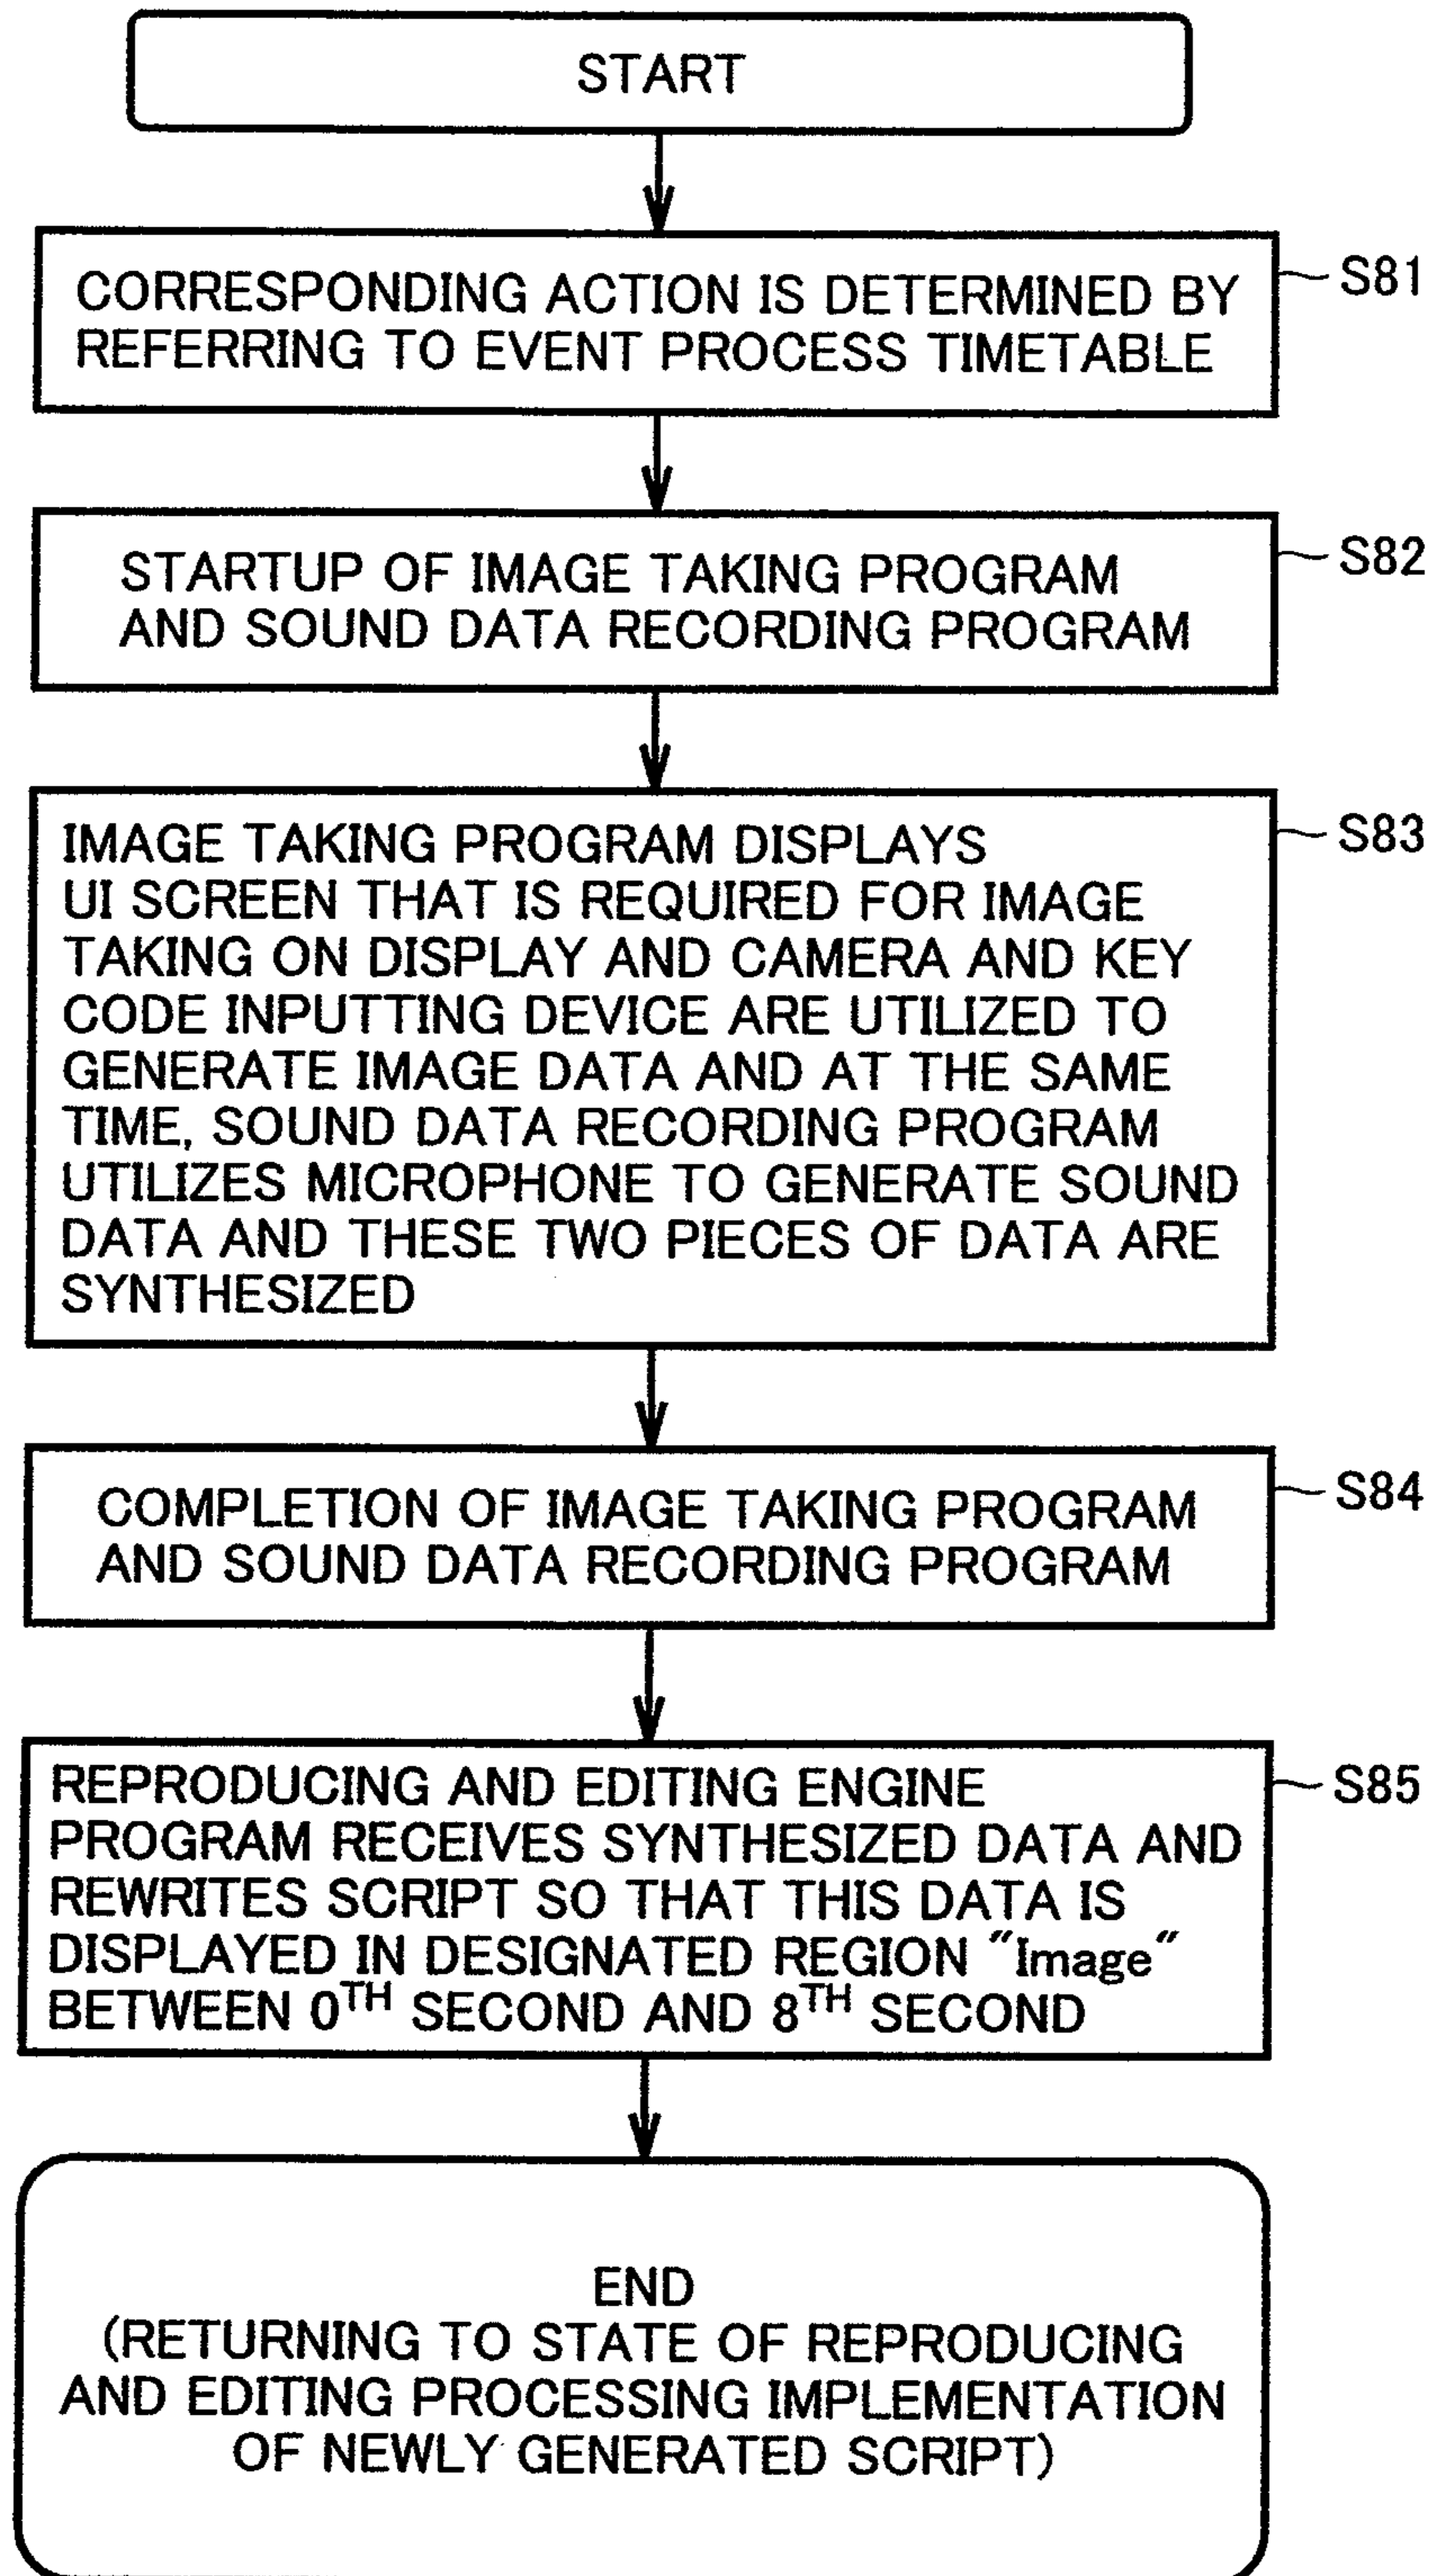 START
CORRESPONDING ACTION IS DETERMINED BY
REFERRING TO EVENT PROCESS TIMETABLE
S81
STARTUP OF IMAGE TAKING PROGRAM
AND SOUND DATA RECORDING PROGRAM
S82
IMAGE TAKING PROGRAM DISPLAYS
UI SCREEN THAT IS REQUIRED FOR IMAGE
TAKING ON DISPLAY AND CAMERA AND KEY
CODE INPUTTING DEVICE ARE UTILIZED TO
GENERATE IMAGE DATA AND AT THE SAME
TIME, SOUND DATA RECORDING PROGRAM
UTILIZES MICROPHONE TO GENERATE SOUND
DATA AND THESE TWO PIECES OF DATA ARE
SYNTHESIZED
S83
COMPLETION OF IMAGE TAKING PROGRAM
AND SOUND DATA RECORDING PROGRAM
S84
REPRODUCING AND EDITING ENGINE
PROGRAM RECEIVES SYNTHESIZED DATA AND
REWRITES SCRIPT SO THAT THIS DATA IS
DISPLAYED IN DESIGNATED REGION "Image"
BETWEEN 0TH SECOND AND 8TH SECOND
S85
END
(RETURNING TO STATE OF REPRODUCING
AND EDITING PROCESSING IMPLEMENTATION
OF NEWLY GENERATED SCRIPT)